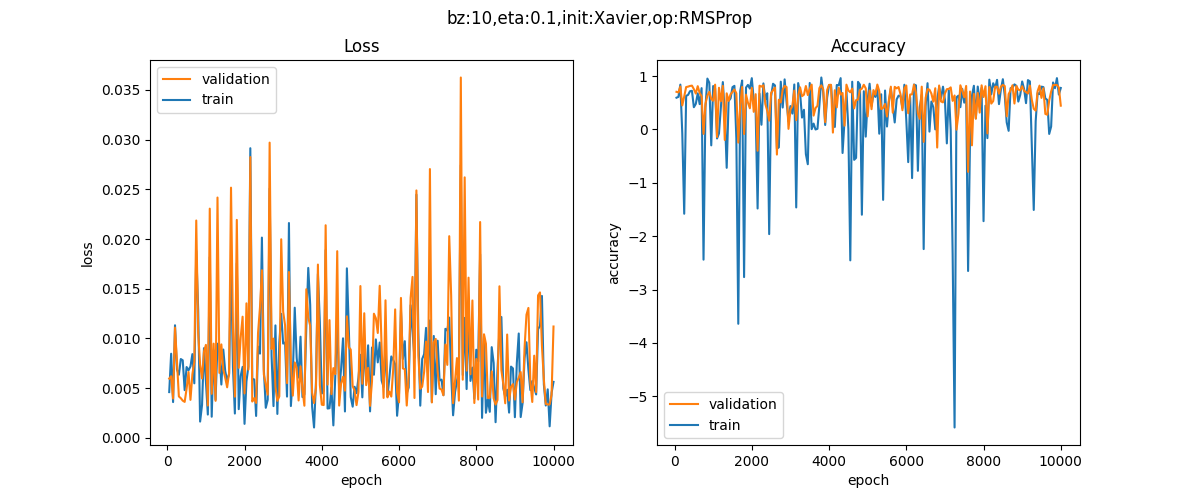 bz:10,eta:0.1,init:Xavier,op:RMSProp
Loss
validation
train
0.035
0.030
0.025
0.020
0.015
0.010
0.005
0.000
loss
0
2000
4000
6000
8000
10000
epoch
Accuracy
1
0
−1
−2
−3
−4
−5
accuracy
validation
train
0
2000
4000
6000
8000
10000
epoch